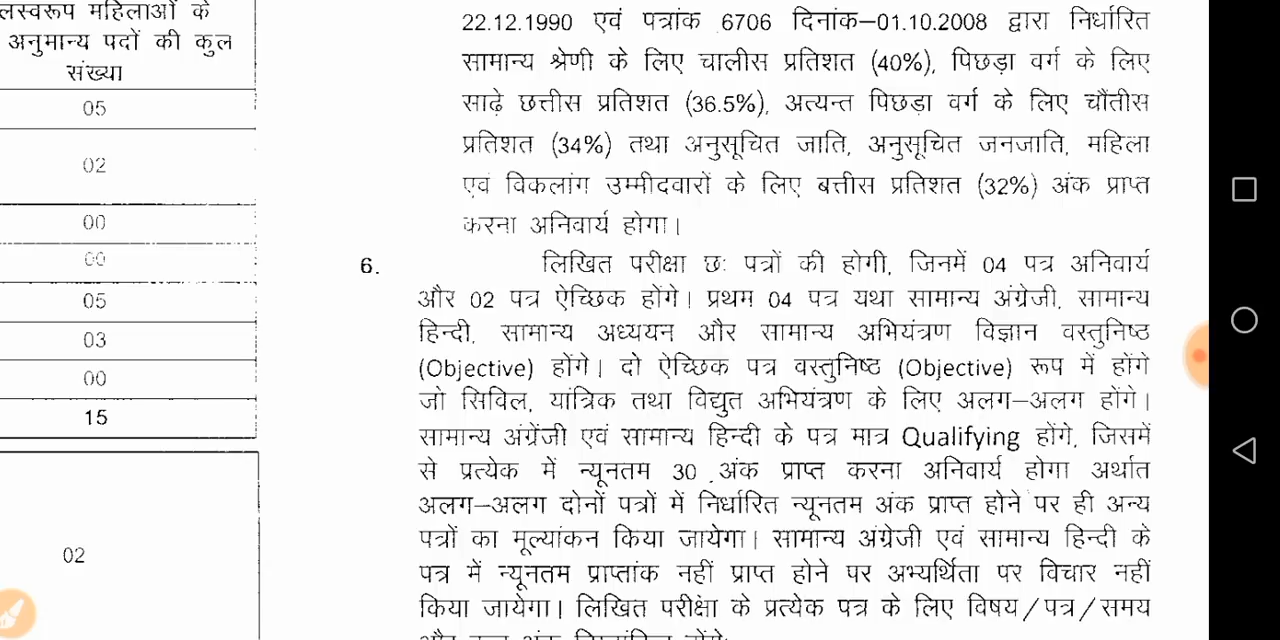 लस्वरूप महिलाओं के
अनुमान्य पदों की कुल
संख्या
05
02
00
00
05
03
00
15
02
22.12.1990 एवं पत्रांक 6706 दिनांक–01.10.2008 द्वारा निर्धारित
सामान्य श्रेणी के लिए चालीस प्रतिशत (40%), पिछड़ा वर्ग के लिए
साढ़े छत्तीस प्रतिशत (36.5%), अत्यन्त पिछड़ा वर्ग के लिए चौंतीस
प्रतिशत (34%) तथा अनुसूचित जाति, अनुसूचित जनजाति, महिला
एवं विकलांग उम्मीदवारों के लिए बत्तीस प्रतिशत (32%) अंक प्राप्त
करना अनिवार्य होगा।
6. लिखित परीक्षा छः पत्रों की होगी, जिनमें 04 पत्र अनिवार्य
और 02 पत्र ऐच्छिक होंगे। प्रथम 04 पत्र यथा सामान्य अंग्रेजी, सामान्य
हिन्दी, सामान्य अध्ययन और सामान्य अभियंत्रण विज्ञान वस्तुनिष्ठ
(Objective) होंगे। दो ऐच्छिक पत्र वस्तुनिष्ठ (Objective) रूप में होंगे
जो सिविल, यांत्रिक तथा विद्युत अभियंत्रण के लिए अलग–अलग होंगे।
सामान्य अंग्रेंजी एवं सामान्य हिन्दी के पत्र मात्र Qualifying होंगे, जिसमें
से प्रत्येक में न्यूनतम 30 अंक प्राप्त करना अनिवार्य होगा अर्थात
अलग–अलग दोनों पत्रों में निर्धारित न्यूनतम अंक प्राप्त होने पर ही अन्य
पत्रों का मूल्यांकन किया जायेगा। सामान्य अंग्रेजी एवं सामान्य हिन्दी के
पत्र में न्यूनतम प्राप्तांक नहीं प्राप्त होने पर अभ्यर्थिता पर विचार नहीं
किया जायेगा। लिखित परीक्षा के प्रत्येक पत्र के लिए विषय/पत्र/समय